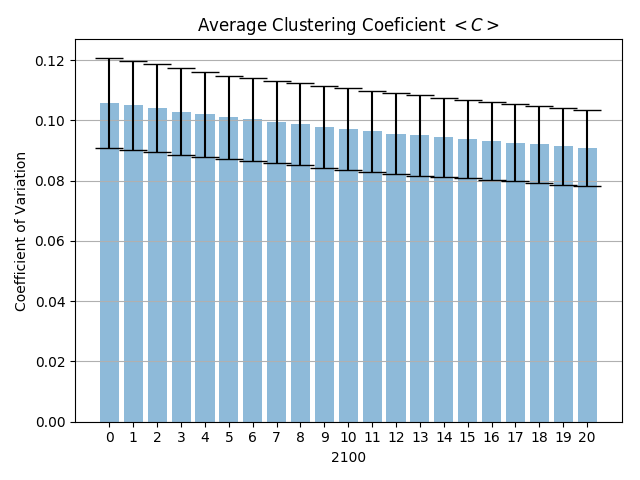 Average Clustering Coeficient < C >
Coefficient of Variation
0.12
0.10
0.08
0.06
0.04
0.02
0.00
0 1 2 3 4 5 6 7 8 9 10 11 12 13 14 15 16 17 18 19 20
2100